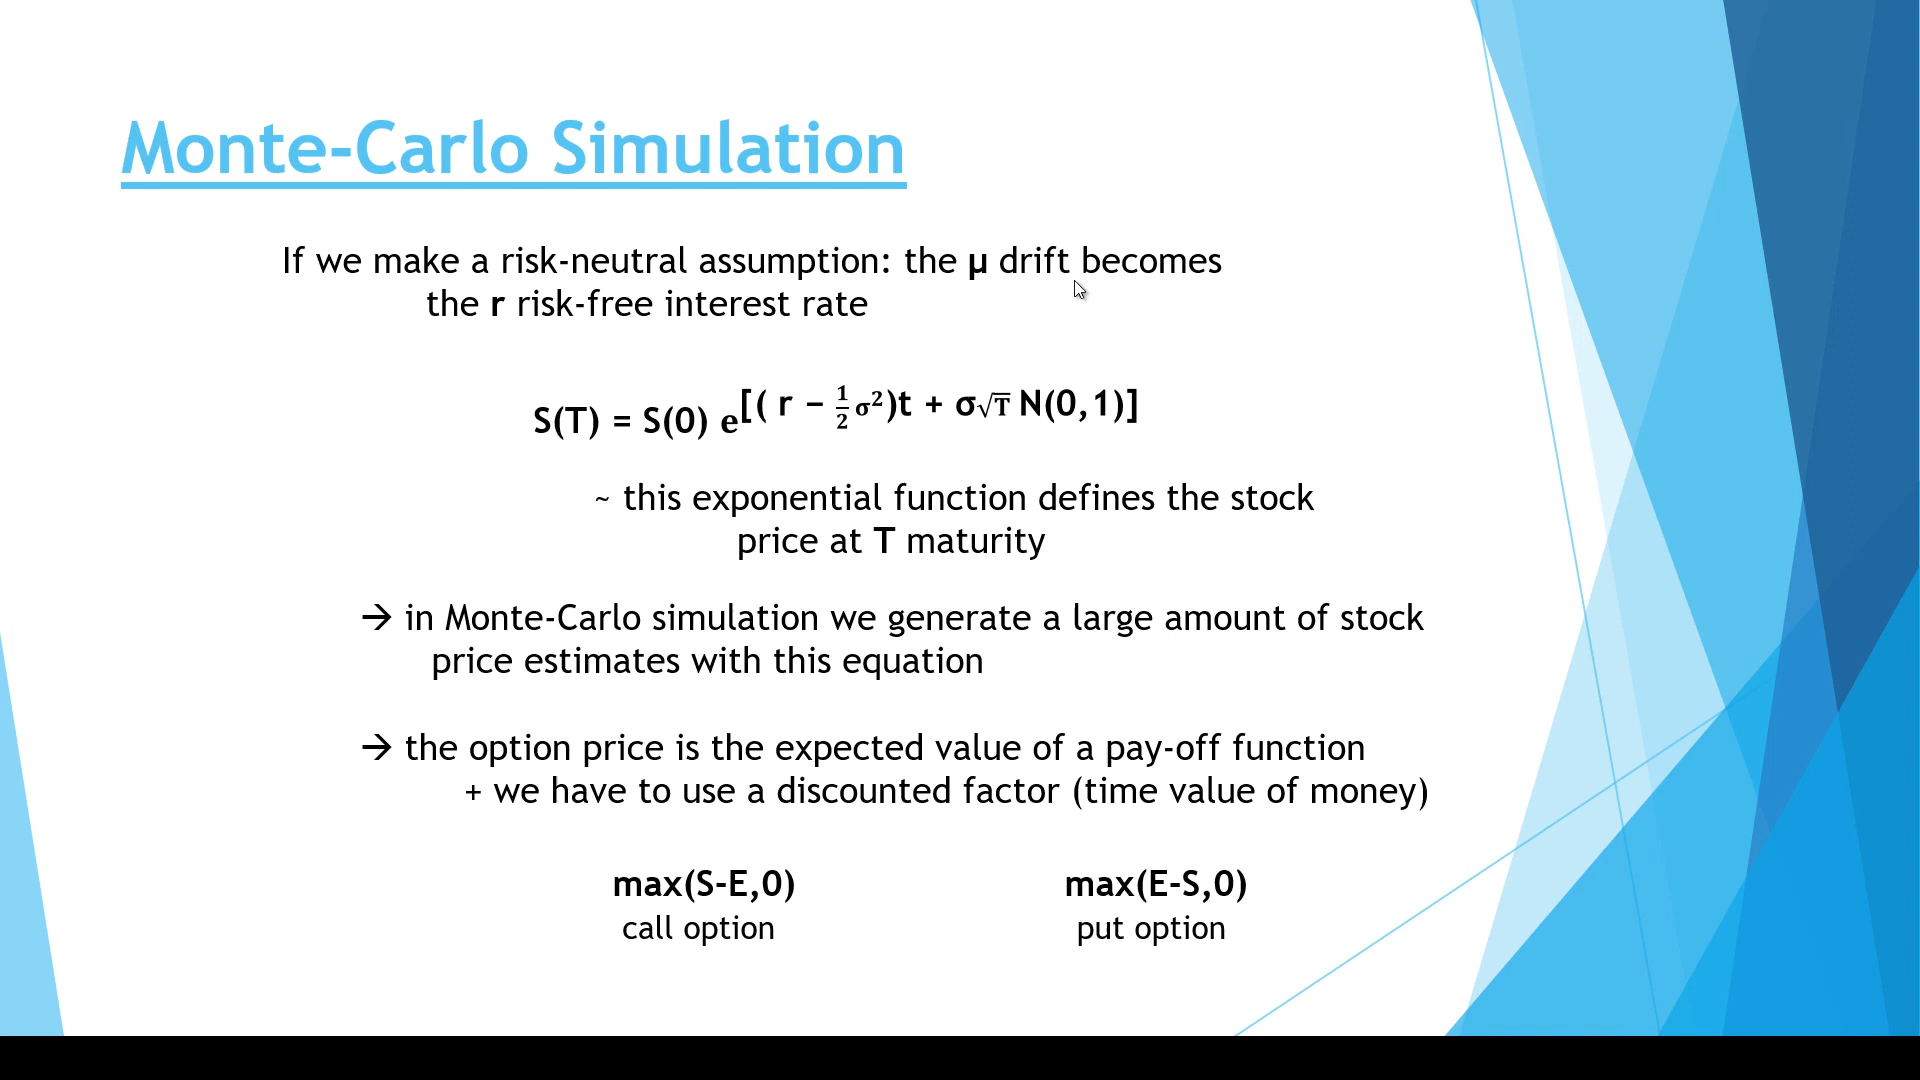 Monte-Carlo Simulation
If we make a risk-neutral assumption: the μ drift becomes
the r risk-free interest rate
S(T) = S(0) e[( r − ½ σ²)t + σ√T N(0,1)]
~ this exponential function defines the stock
price at T maturity
→ in Monte-Carlo simulation we generate a large amount of stock
price estimates with this equation
→ the option price is the expected value of a pay-off function
+ we have to use a discounted factor (time value of money)
max(S-E,0) max(E-S,0)
call option put option